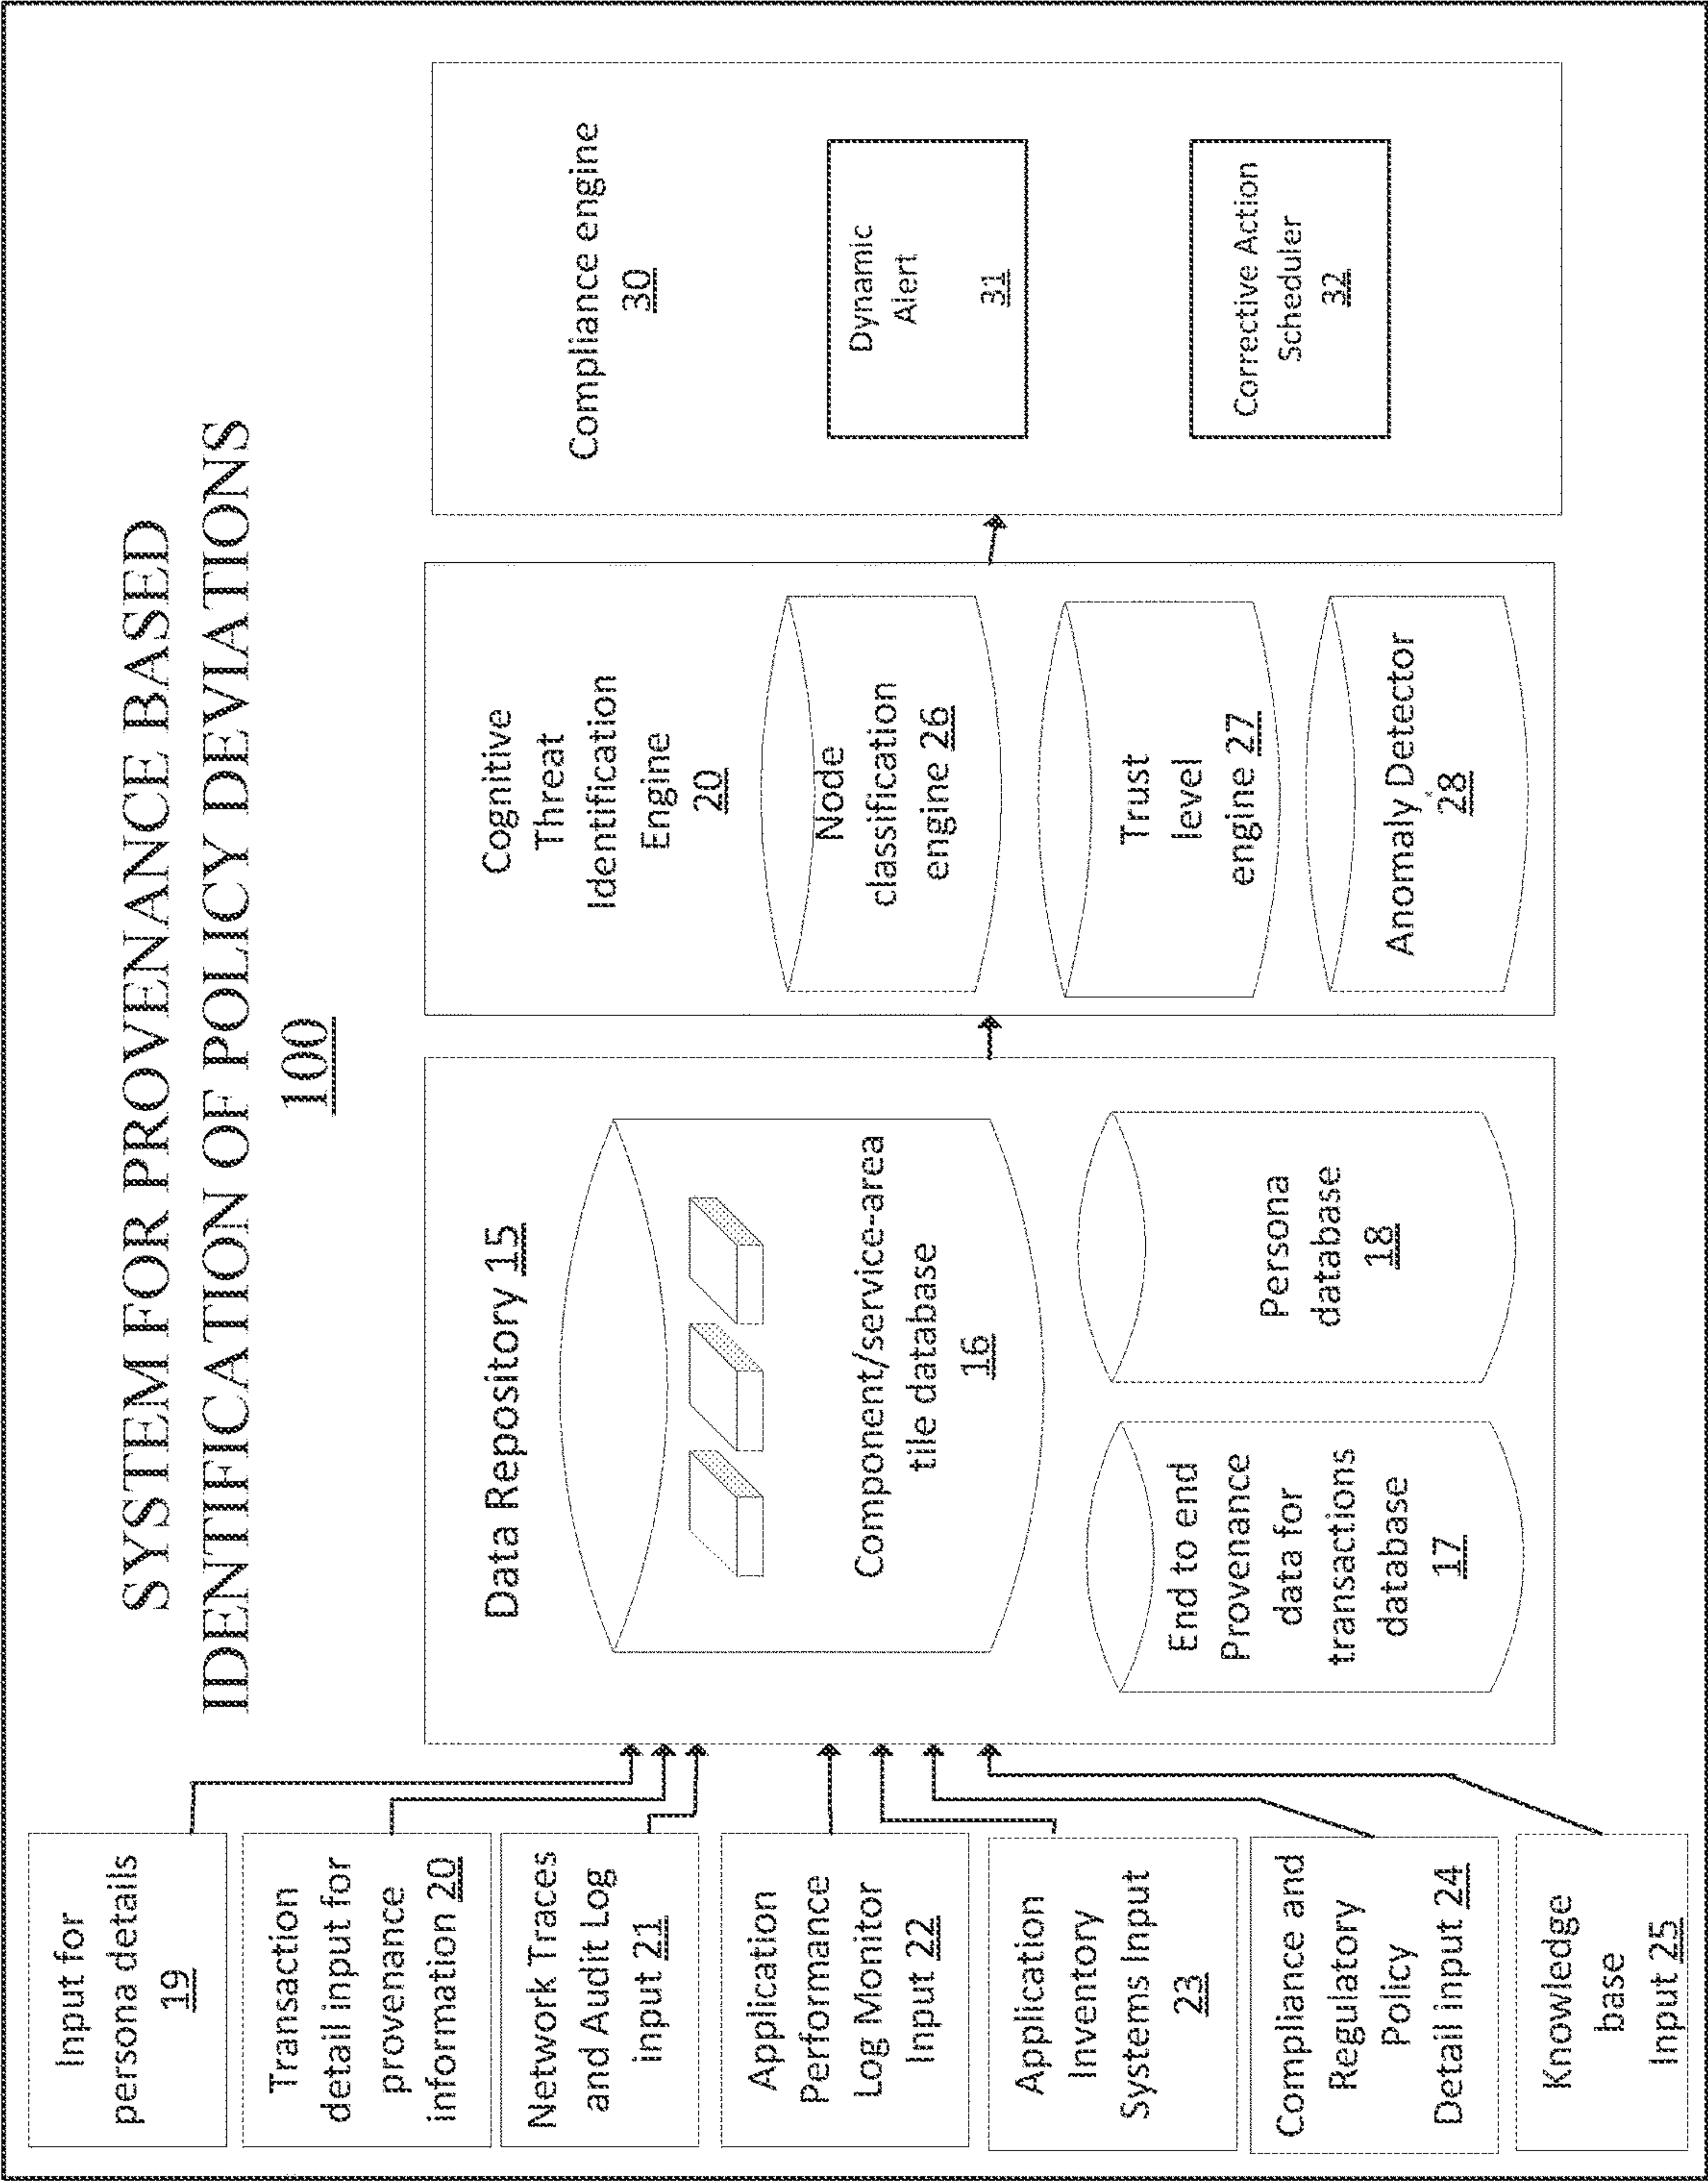 SYSTEM FOR PROVENANCE BASED
IDENTIFICATION OF POLICY DEVIATIONS
100
Input for
persona details
19
Transaction
detail input for
provenance
information 20
Network Traces
and Audit Log
input 21
Application
Performance
Log Monitor
Input 22
Application
Inventory
Systems Input
23
Compliance and
Regulatory
Policy
Detail input 24
Knowledge
base
Input 25
Data Repository 15
Component/service-area
tile database
16
End to end
Provenance
data for
transactions
database
17
Persona
database
18
Cognitive
Threat
Identification
Engine
20
Node
classification
engine 26
Trust
level
engine 27
Anomaly Detector
28
Compliance engine
30
Dynamic
Alert
31
Corrective Action
Scheduler
32